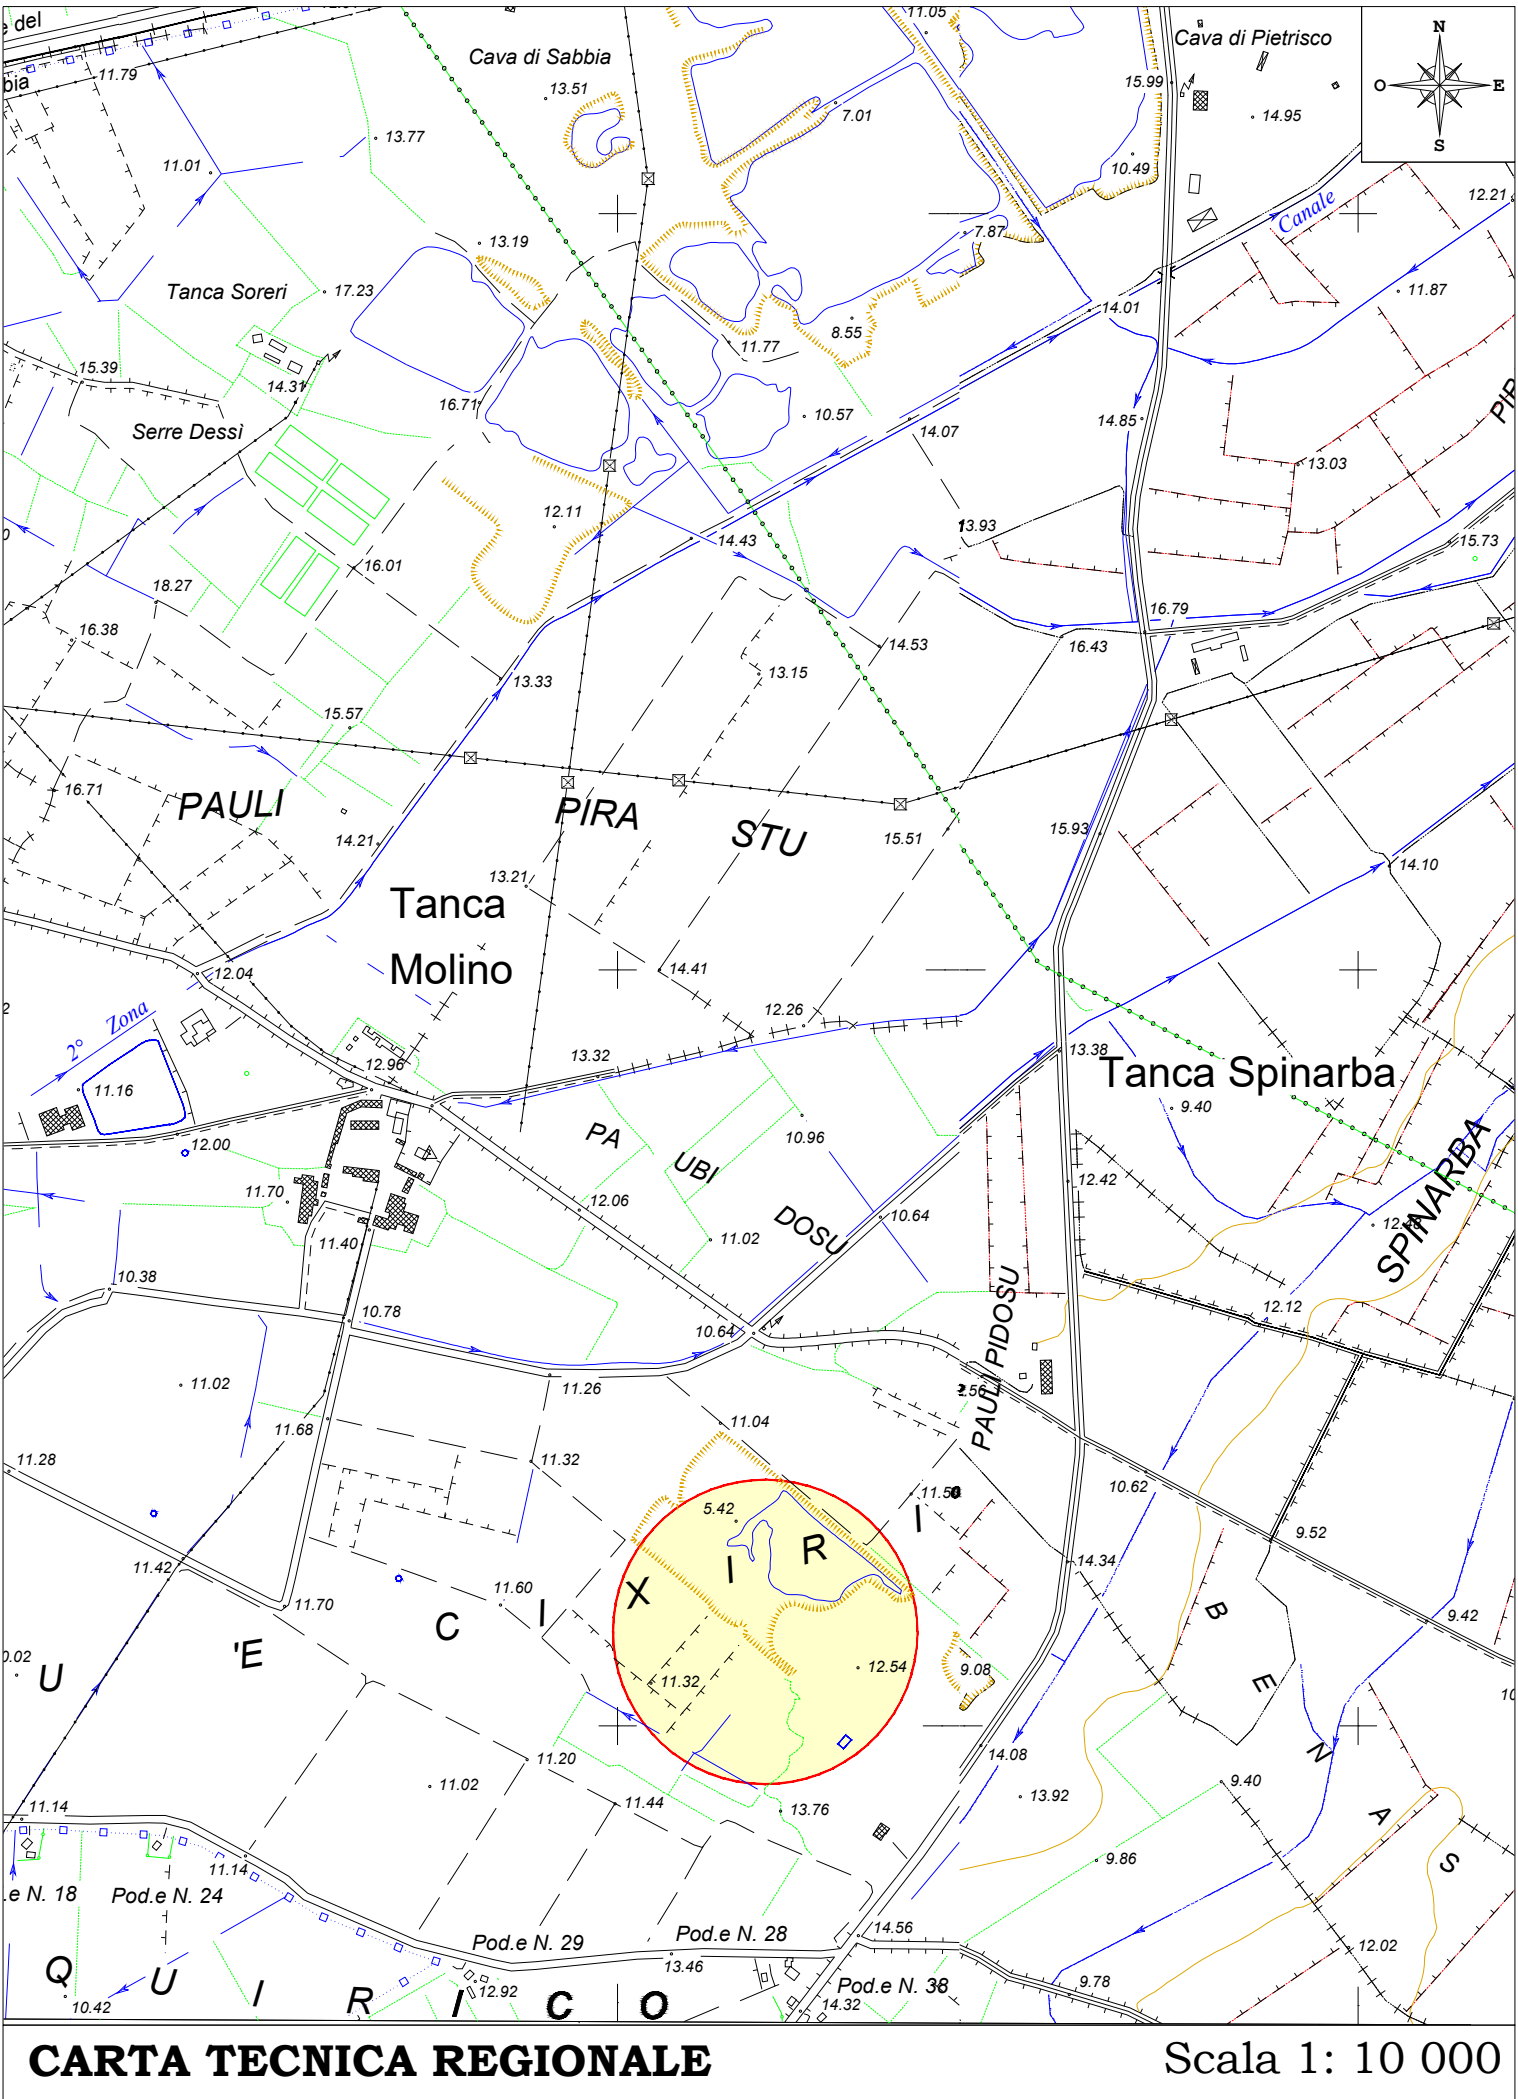 e del
bia
11.79
Cava di Sabbia
13.51
11.05
7.01
Cava di Pietrisco
15.99
14.95
N
O
E
S
13.77
11.01
10.49
12.21
Canale
13.19
7.87
Tanca Soreri
17.23
11.87
14.01
8.55
11.77
15.39
14.31
16.71
10.57
14.07
14.85
PIR
Serre Dessì
13.03
12.11
13.93
14.43
15.73
16.01
18.27
16.79
16.38
14.53
16.43
13.15
13.33
15.57
16.71
PAULI
PIRA
STU
14.21
15.51
15.93
14.10
13.21
Tanca
Molino
14.41
12.04
2° Zona
12.26
13.32
12.96
13.38
Tanca Spinarba
11.16
9.40
10.96
12.00
PA
UBI
DOSU
12.42
11.70
12.06
10.64
SPINARBA
11.40
11.02
10.38
12.12
10.78
10.64
PAULI PIDOSU
11.02
11.26
11.68
11.04
11.28
11.32
10.62
5.42
9.52
11.42
14.34
11.60
11.70
9.42
U 'E C I X I R I
B E N A S
0.02
12.54
9.08
11.32
11.20
14.08
11.02
11.44
13.76
13.92
9.40
11.14
11.14
9.86
.e N. 18
Pod.e N. 24
Pod.e N. 29
Pod.e N. 28
14.56
12.02
13.46
Pod.e N. 38
9.78
Q U I R I C O
10.42
12.92
14.32
CARTA TECNICA REGIONALE
Scala 1: 10 000